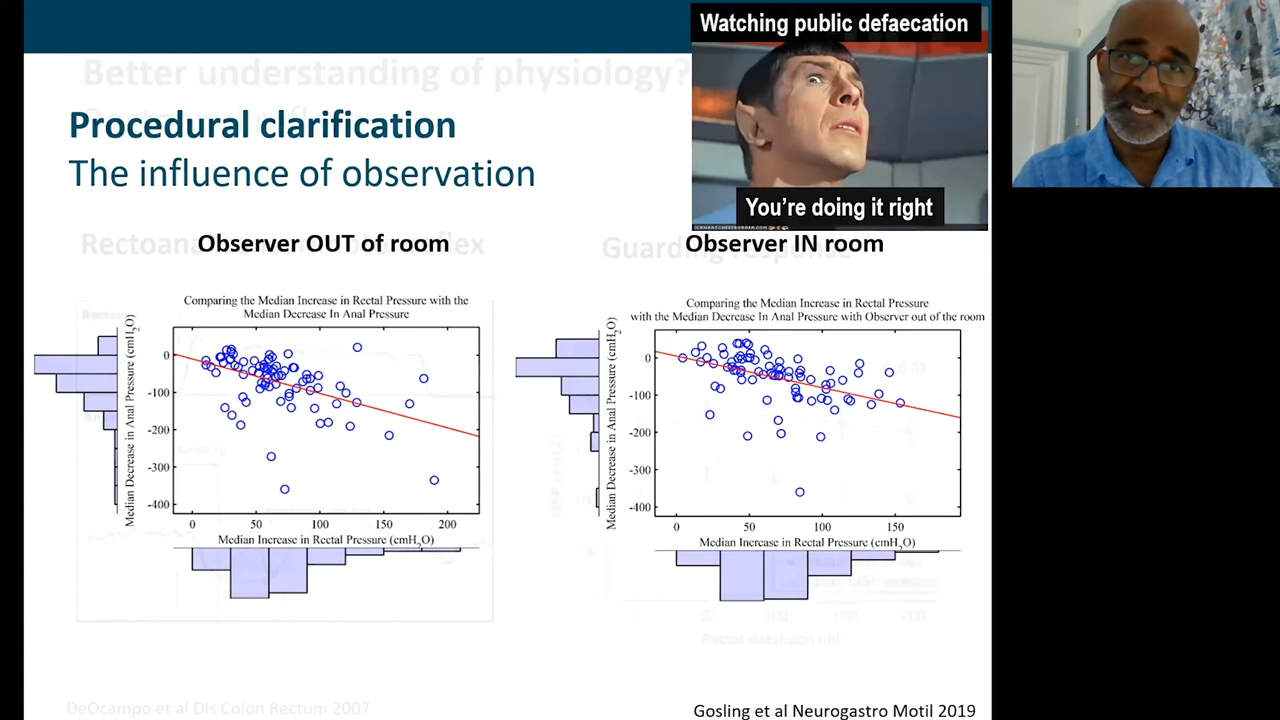 Watching public defaecation
Better understanding of physiology?
Procedural clarification
The influence of observation
You're doing it right
Observer OUT of room
Observer IN room
Comparing the Median Increase in Rectal Pressure with the
Median Decrease In Anal Pressure
Median Decrease in Anal Pressure (cmH2O)
0
-100
-200
-300
-400
0
50
100
150
200
Median Increase in Rectal Pressure (cmH2O)
Comparing the Median Increase in Rectal Pressure
with the Median Decrease In Anal Pressure with Observer out of the room
Median Decrease in Anal Pressure (cmH2O)
0
-100
-200
-300
-400
0
50
100
150
Median Increase in Rectal Pressure (cmH2O)
DeOcampo et al Dis Colon Rectum 2007
Gosling et al Neurogastro Motil 2019